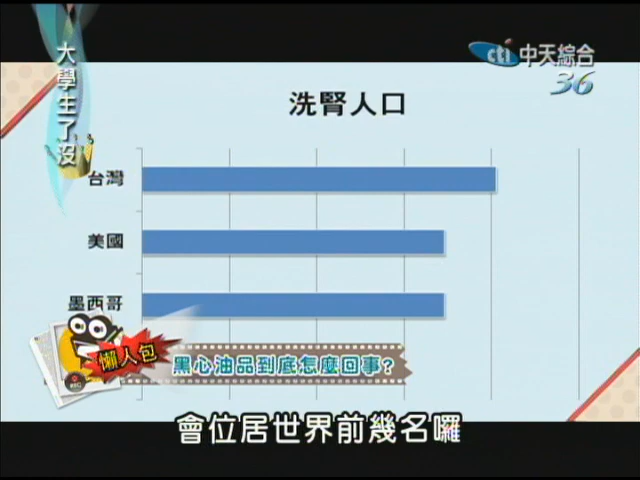 大學生了沒
cti 中天綜合
36
洗腎人口
台灣
美國
墨西哥
懶人包
黑心油品到底怎麼回事?
會位居世界前幾名囉